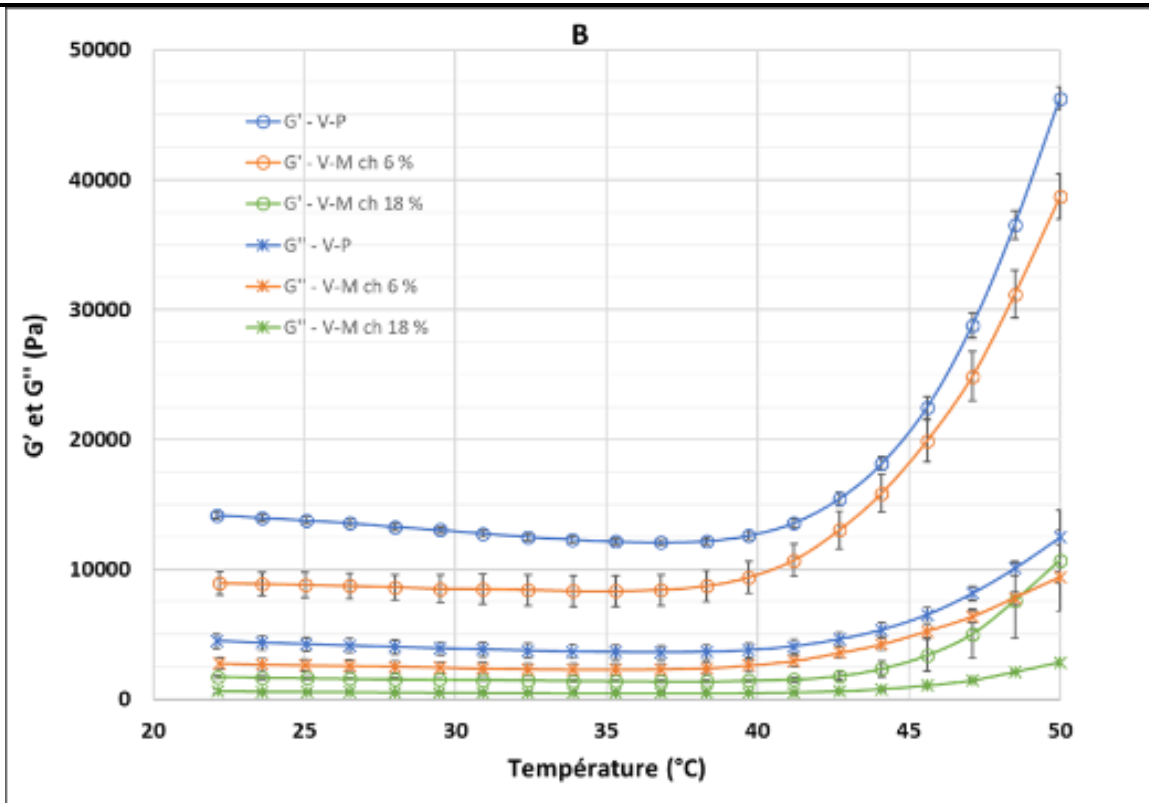 B
50000
40000
30000
20000
10000
0
G' et G'' (Pa)
G' - V-P
G' - V-M ch 6 %
G' - V-M ch 18 %
G'' - V-P
G'' - V-M ch 6 %
G'' - V-M ch 18 %
20 25 30 35 40 45 50
Température (°C)